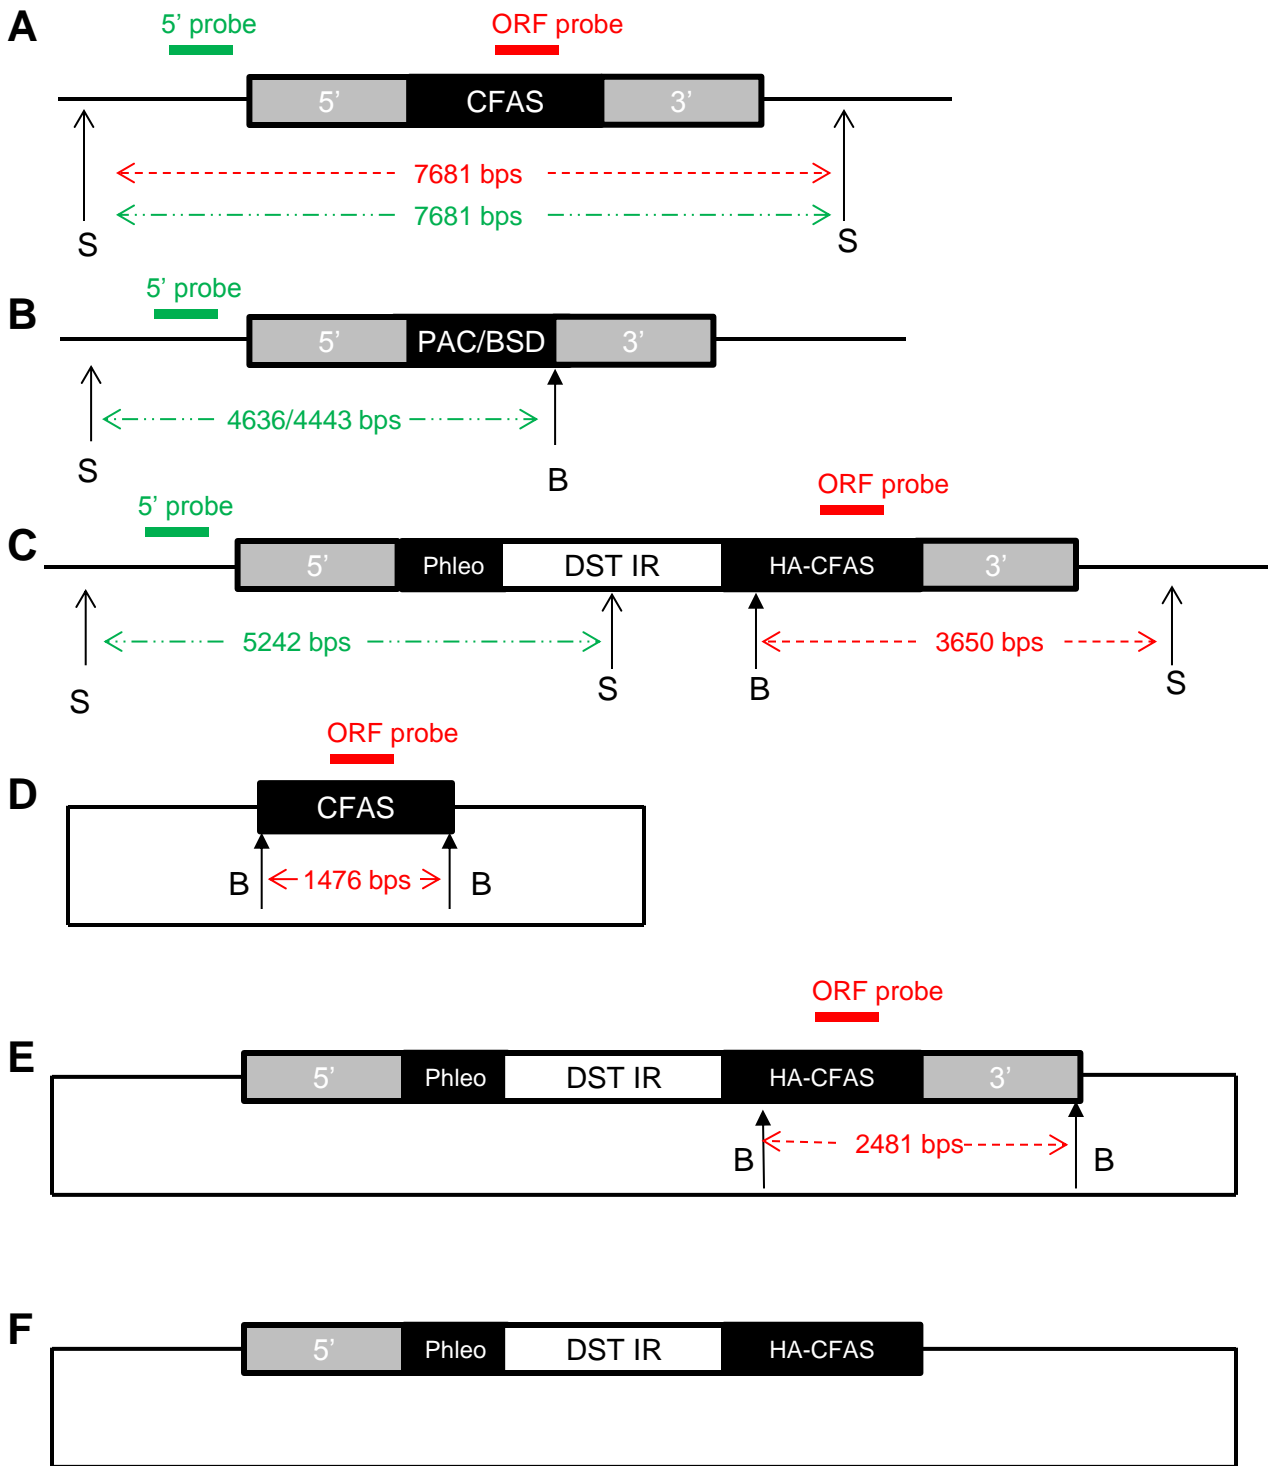 A
5’ probe
ORF probe
5’ CFAS 3’
7681 bps
7681 bps
S S
5’ probe
B
5’ PAC/BSD 3’
4636/4443 bps
S
B
ORF probe
5’ probe
C
5’ Phleo DST IR HA-CFAS 3’
5242 bps 3650 bps
S S B S
ORF probe
D
CFAS
B 1476 bps B
ORF probe
E
5’ Phleo DST IR HA-CFAS 3’
B 2481 bps B
F
5’ Phleo DST IR HA-CFAS